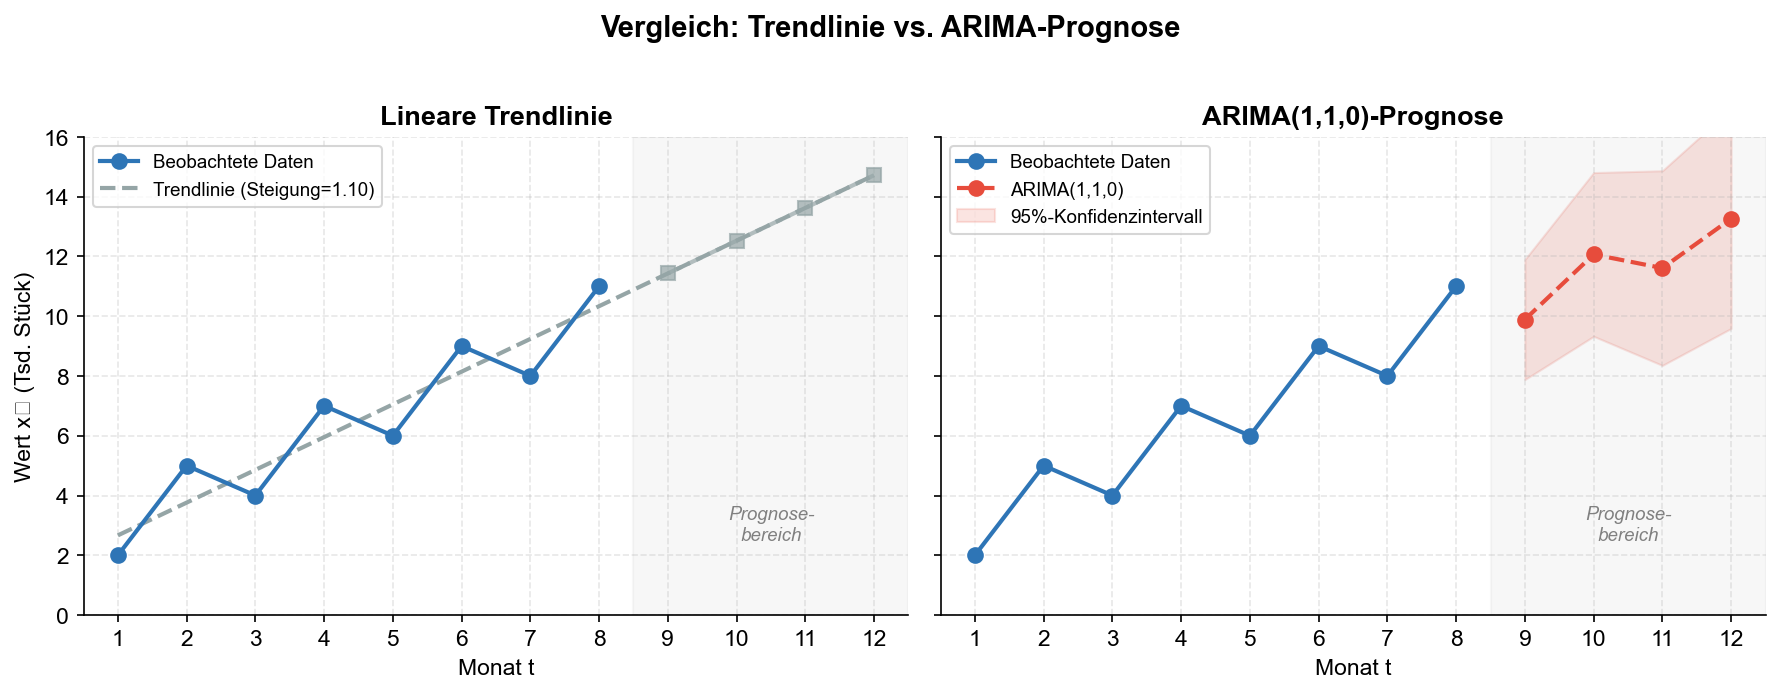 Vergleich: Trendlinie vs. ARIMA-Prognose
Lineare Trendlinie
Beobachtete Daten
Trendlinie (Steigung=1.10)
Wert x□ (Tsd. Stück)
16
14
12
10
8
6
4
2
0
Prognose-
bereich
1 2 3 4 5 6 7 8 9 10 11 12
Monat t
ARIMA(1,1,0)-Prognose
Beobachtete Daten
ARIMA(1,1,0)
95%-Konfidenzintervall
Prognose-
bereich
1 2 3 4 5 6 7 8 9 10 11 12
Monat t